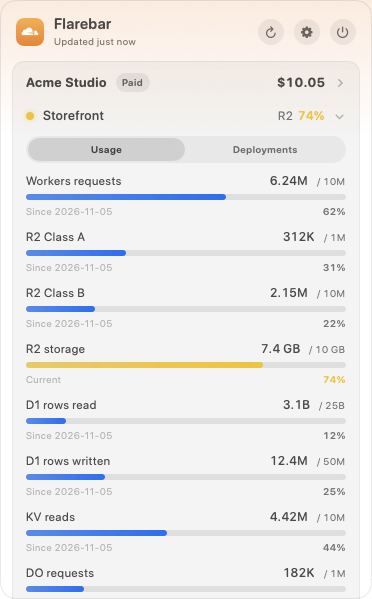 Flarebar
Updated just now
Acme Studio Paid $10.05
Storefront R2 74%
Usage Deployments
Workers requests 6.24M / 10M
Since 2026-11-05 62%
R2 Class A 312K / 1M
Since 2026-11-05 31%
R2 Class B 2.15M / 10M
Since 2026-11-05 22%
R2 storage 7.4 GB / 10 GB
Current 74%
D1 rows read 3.1B / 25B
Since 2026-11-05 12%
D1 rows written 12.4M / 50M
Since 2026-11-05 25%
KV reads 4.42M / 10M
Since 2026-11-05 44%
DO requests 182K / 1M